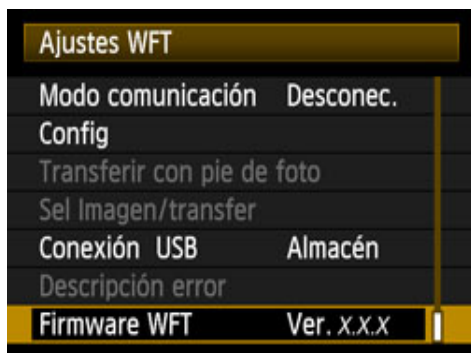 Ajustes WFT
Modo comunicación Desconec.
Config
Transferir con pie de foto
Sel Imagen/transfer
Conexión USB Almacén
Descripción error
Firmware WFT Ver. x.x.x